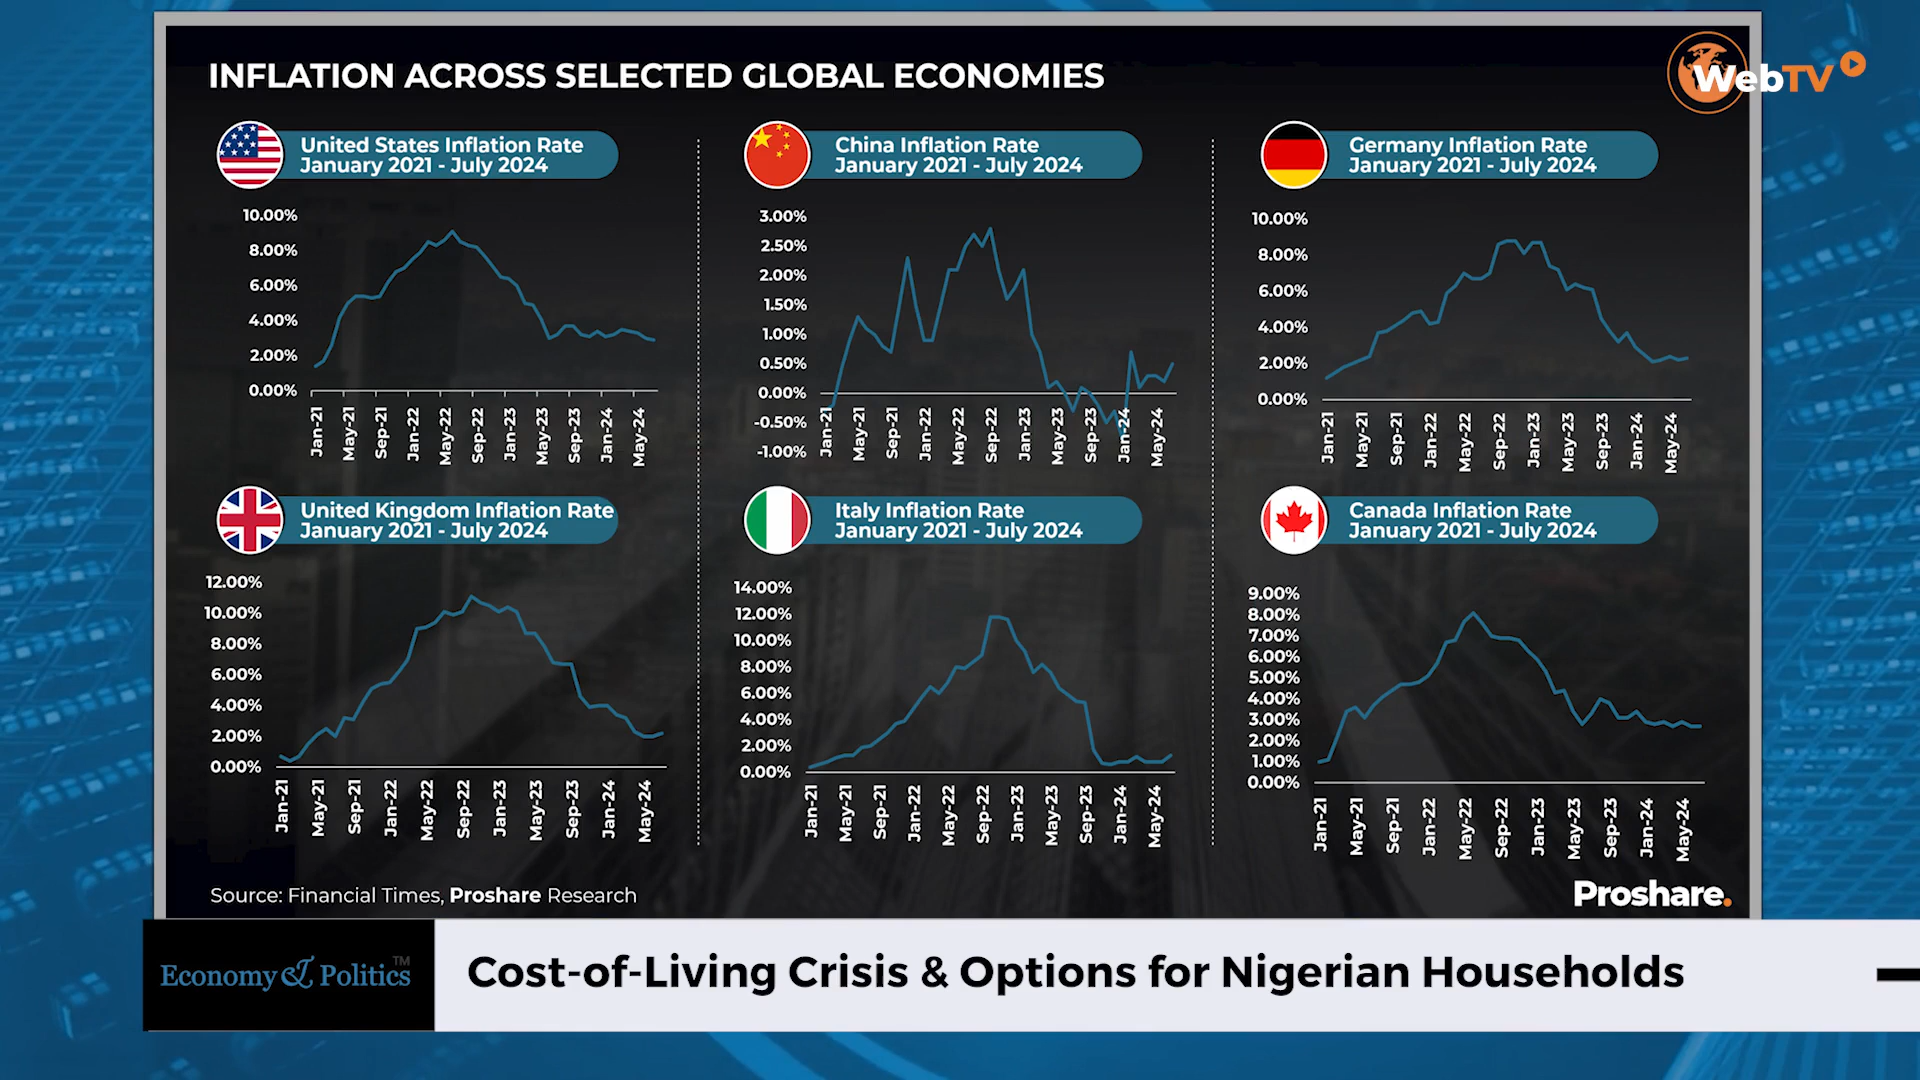 INFLATION ACROSS SELECTED GLOBAL ECONOMIES
WebTV
United States Inflation Rate
January 2021 - July 2024
10.00%
8.00%
6.00%
4.00%
2.00%
0.00%
Jan-21
May-21
Sep-21
Jan-22
May-22
Sep-22
Jan-23
May-23
Sep-23
Jan-24
May-24
China Inflation Rate
January 2021 - July 2024
3.00%
2.50%
2.00%
1.50%
1.00%
0.50%
0.00%
-0.50%
-1.00%
Jan-21
May-21
Sep-21
Jan-22
May-22
Sep-22
Jan-23
May-23
Sep-23
Jan-24
May-24
Germany Inflation Rate
January 2021 - July 2024
10.00%
8.00%
6.00%
4.00%
2.00%
0.00%
Jan-21
May-21
Sep-21
Jan-22
May-22
Sep-22
Jan-23
May-23
Sep-23
Jan-24
May-24
United Kingdom Inflation Rate
January 2021 - July 2024
12.00%
10.00%
8.00%
6.00%
4.00%
2.00%
0.00%
Jan-21
May-21
Sep-21
Jan-22
May-22
Sep-22
Jan-23
May-23
Sep-23
Jan-24
May-24
Italy Inflation Rate
January 2021 - July 2024
14.00%
12.00%
10.00%
8.00%
6.00%
4.00%
2.00%
0.00%
Jan-21
May-21
Sep-21
Jan-22
May-22
Sep-22
Jan-23
May-23
Sep-23
Jan-24
May-24
Canada Inflation Rate
January 2021 - July 2024
9.00%
8.00%
7.00%
6.00%
5.00%
4.00%
3.00%
2.00%
1.00%
0.00%
Jan-21
May-21
Sep-21
Jan-22
May-22
Sep-22
Jan-23
May-23
Sep-23
Jan-24
May-24
Source: Financial Times, Proshare Research
Proshare.
Economy & Politics™
Cost-of-Living Crisis & Options for Nigerian Households